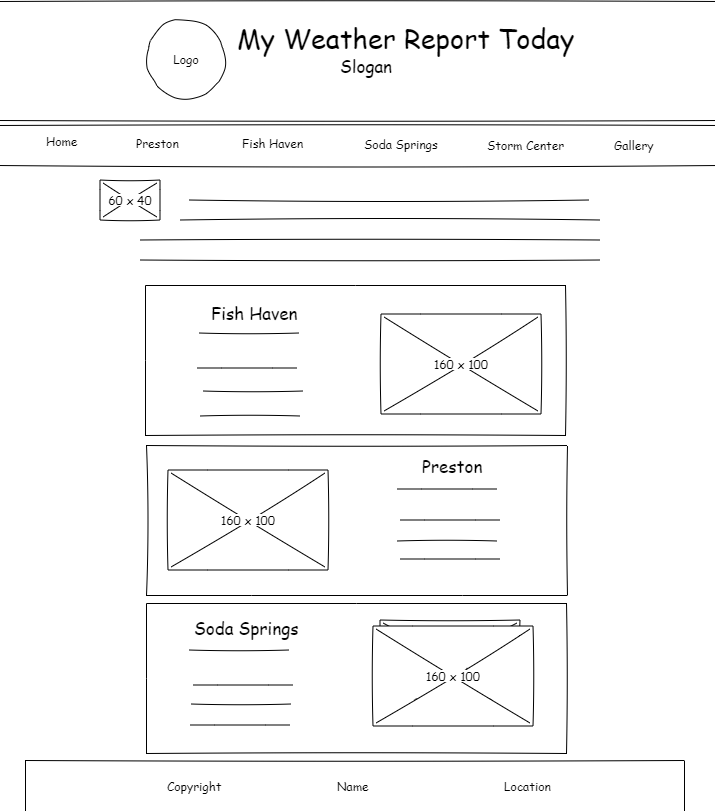 My Weather Report Today
Logo
Slogan
Home Preston Fish Haven Soda Springs Storm Center Gallery
60 x 40
Fish Haven
160 x 100
Preston
160 x 100
Soda Springs
160 x 100
Copyright Name Location